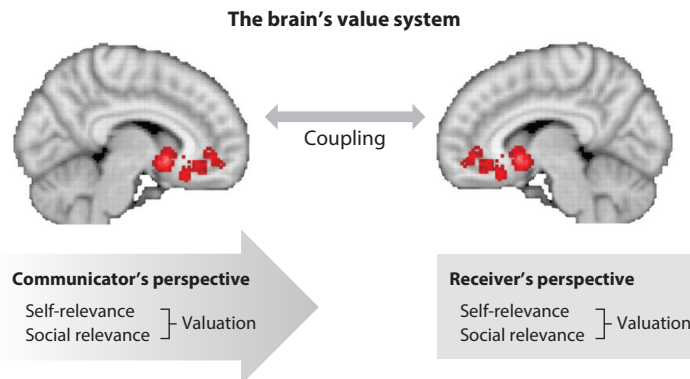 The brain’s value system
Coupling
Communicator’s perspective
Self-relevance
Social relevance
Valuation
Receiver’s perspective
Self-relevance
Social relevance
Valuation